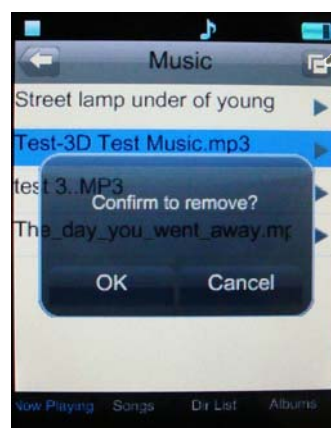 Music
Street lamp under of young
Test-3D Test Music.mp3
test 3..MP3
The_day_you_went_away.mp
Confirm to remove?
OK
Cancel
Now Playing
Songs
Dir List
Albums